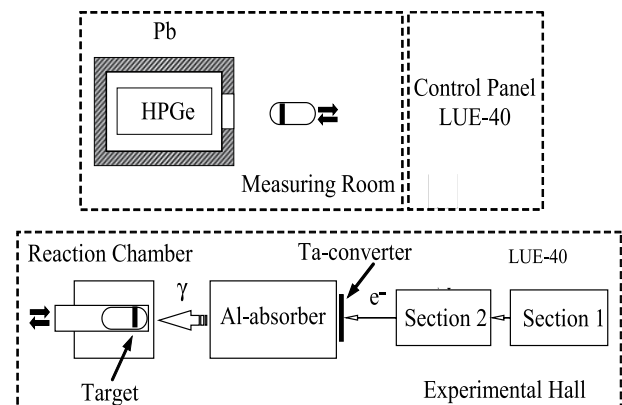 Pb
HPGe
Measuring Room
Control Panel
LUE-40
Reaction Chamber
Ta-converter
LUE-40
γ
Al-absorber
e-
Section 2
Section 1
Target
Experimental Hall